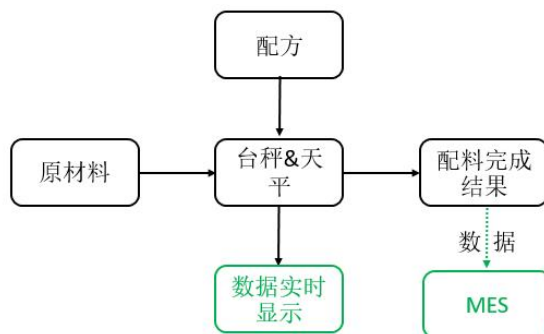 配方
原材料
台秤&天
平
配料完成
结果
数 据
数据实时
显示
MES